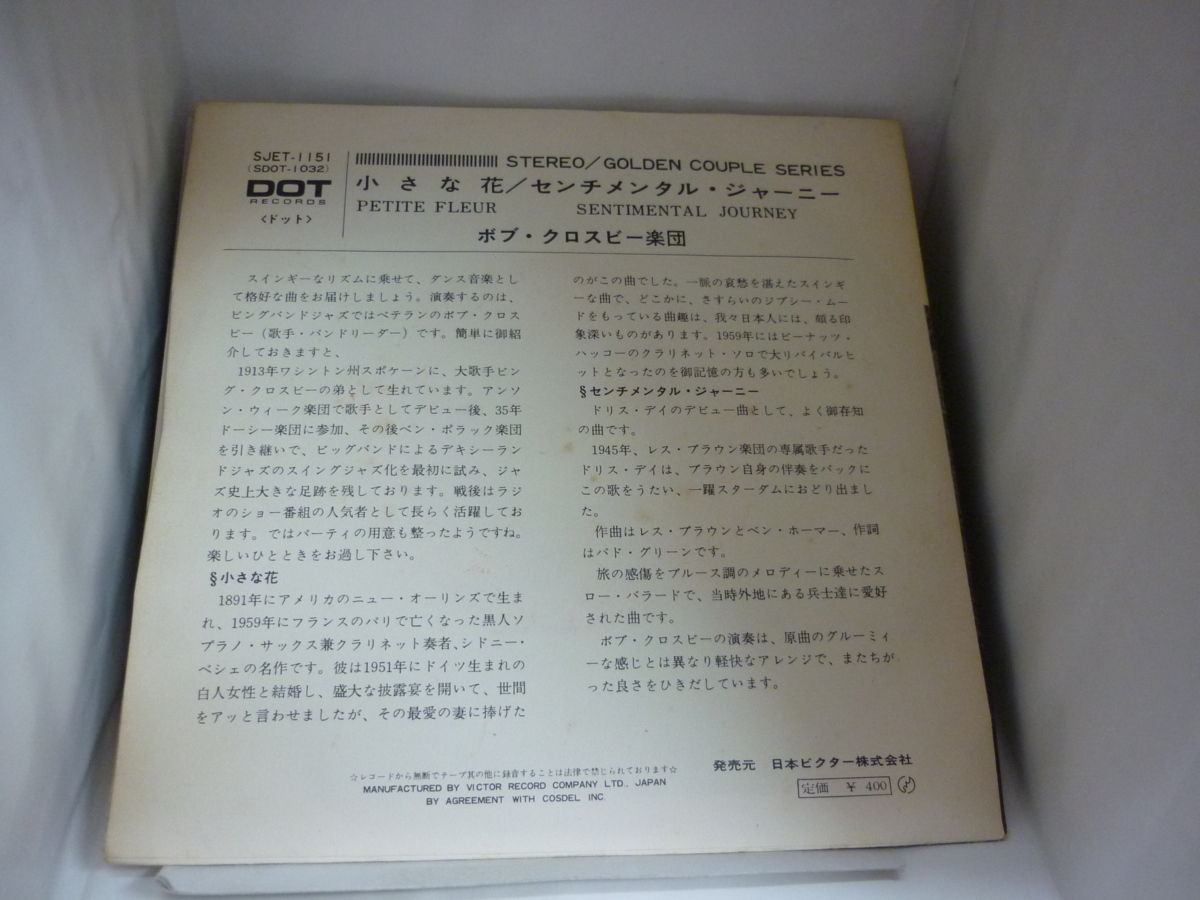 SJET-1151
(SDOT-1032)
DOT
RECORDS
〈ドット〉
STEREO/GOLDEN COUPLE SERIES
小さな花/センチメンタル・ジャーニー
PETITE FLEUR SENTIMENTAL JOURNEY
ボブ・クロスビー楽団
スインギーなリズムに乗せて、ダンス音楽とし
て格好な曲をお届けしましょう。演奏するのは、
ビングバンドジャズではベテランのボブ・クロス
ビー(歌手・バンドリーダー)です。簡単に御紹
介しておきますと、
1913年ワシントン州スポケーンに、大歌手ビン
グ・クロスビーの弟として生れています。アンソ
ン・ウィーク楽団で歌手としてデビュー後、35年
ドーシー楽団に参加、その後ベン・ポラック楽団
を引き継いで、ビッグバンドによるデキシーラン
ドジャズのスイングジャズ化を最初に試み、ジャ
ズ史上大きな足跡を残しております。戦後はラジ
オのショー番組の人気者として長らく活躍してお
ります。ではパーティの用意も整ったようですね。
楽しいひとときをお過し下さい。
§小さな花
1891年にアメリカのニュー・オーリンズで生ま
れ、1959年にフランスのパリで亡くなった黒人ソ
プラノ・サックス兼クラリネット奏者、シドニー・
ベシェの名作です。彼は1951年にドイツ生まれの
白人女性と結婚し、盛大な披露宴を開いて、世間
をアッと言わせましたが、その最愛の妻に捧げた
のがこの曲でした。一脈の哀愁を湛えたスインギ
ーな曲で、どこかに、さすらいのジプシー・ムー
ドをもっている曲趣は、我々日本人には、頗る印
象深いものがあります。1959年にはピーナッツ・
ハッコーのクラリネット・ソロで大リバイバルヒ
ットとなったのを御記憶の方も多いでしょう。
§センチメンタル・ジャーニー
ドリス・デイのデビュー曲として、よく御存知
の曲です。
1945年、レス・ブラウン楽団の専属歌手だった
ドリス・デイは、ブラウン自身の伴奏をバックに
この歌をうたい、一躍スターダムにおどり出まし
た。
作曲はレス・ブラウンとベン・ホーマー、作詞
はバド・グリーンです。
旅の感傷をブルース調のメロディーに乗せたス
ロー・バラードで、当時外地にある兵士達に愛好
された曲です。
ボブ・クロスビーの演奏は、原曲のグルーミィ
ーな感じとは異なり軽快なアレンジで、またちが
った良さをひきだしています。
☆レコードから無断でテープ其の他に録音することは法律で禁じられております☆
MANUFACTURED BY VICTOR RECORD COMPANY LTD., JAPAN
BY AGREEMENT WITH COSDEL INC
発売元 日本ビクター株式会社
定価 ¥ 400